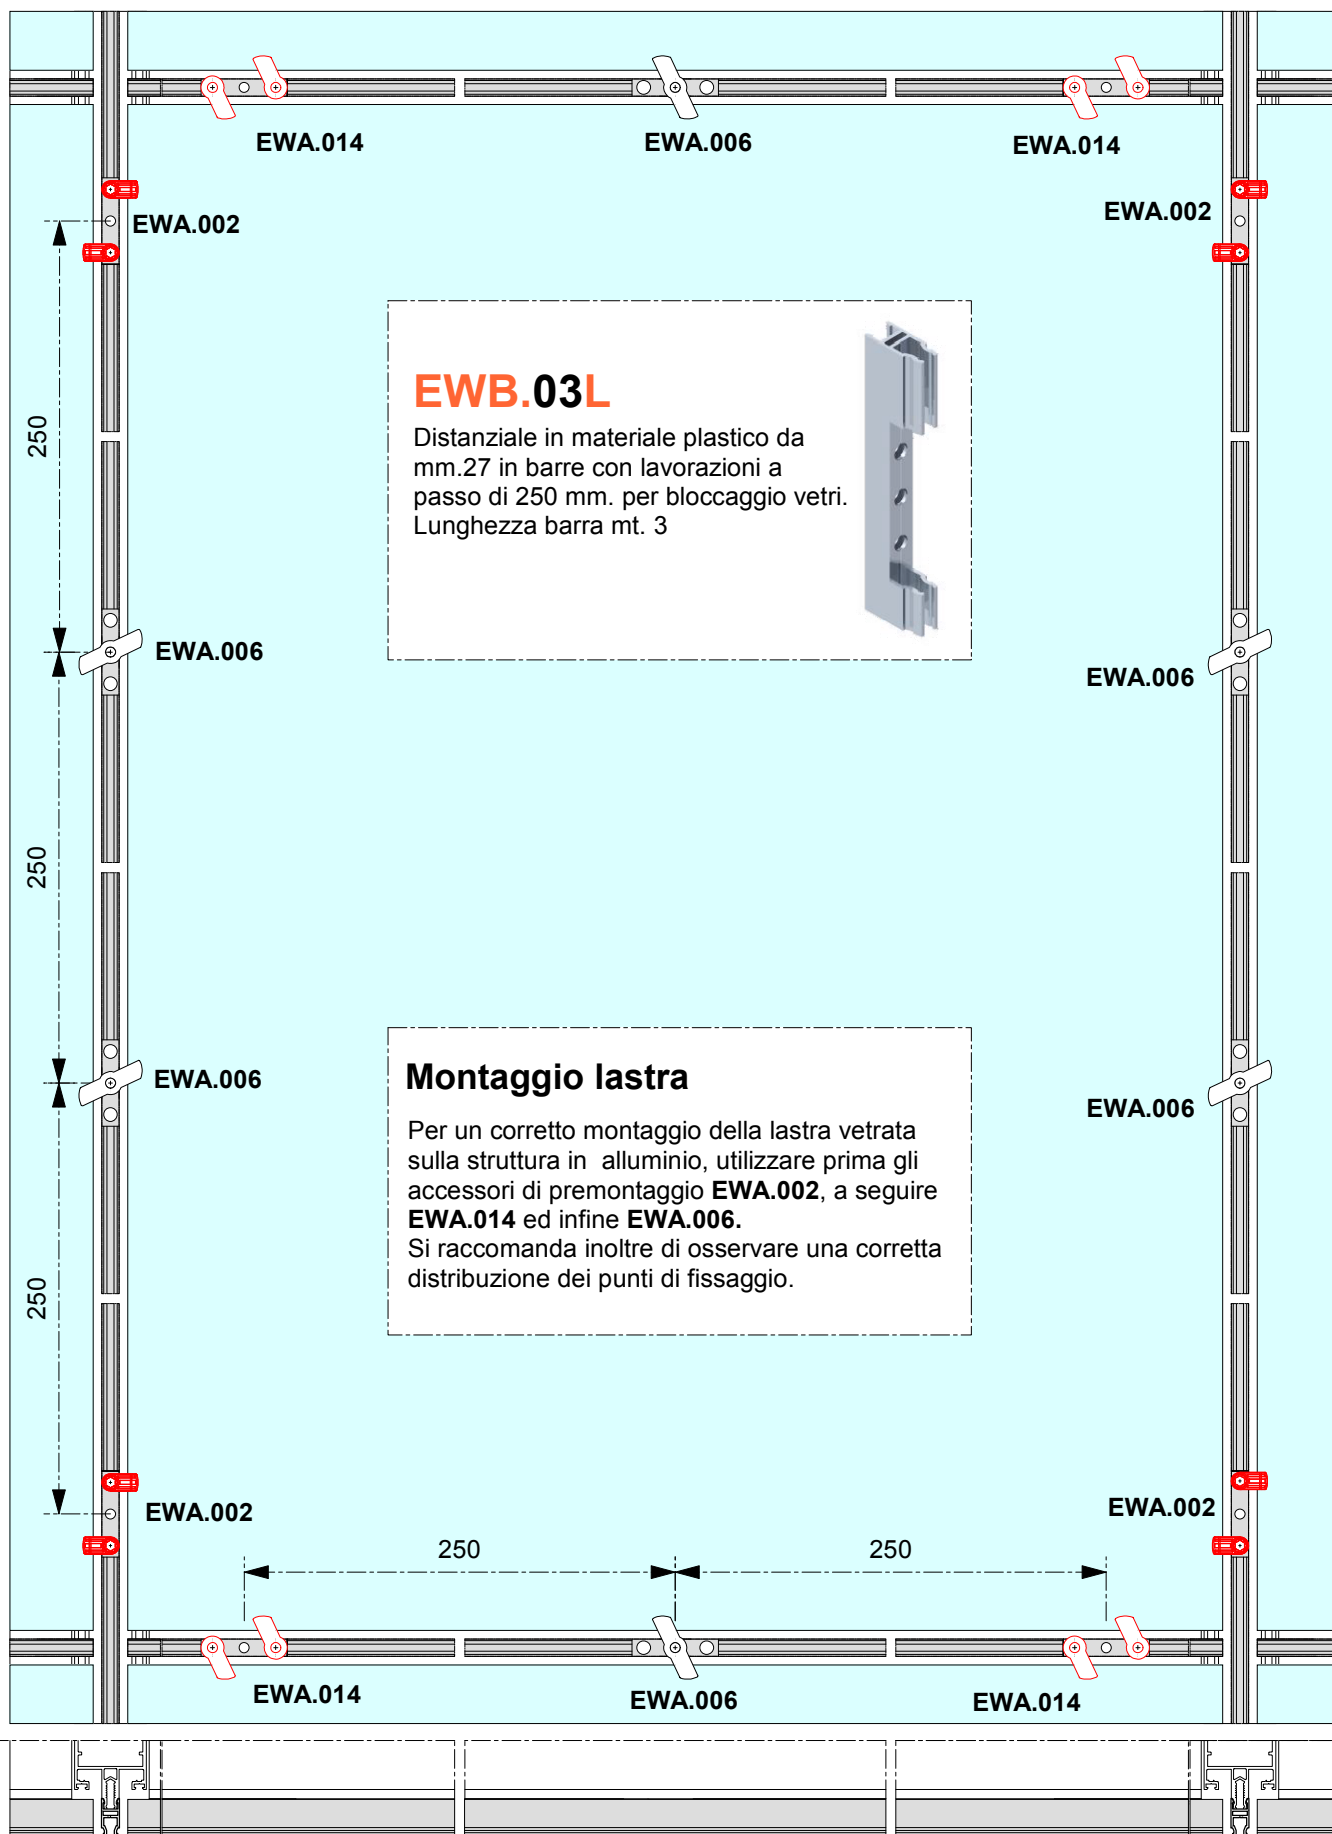 EWA.014
EWA.006
EWA.014
EWA.002
EWA.002
250
EWB.03L
Distanziale in materiale plastico da
mm.27 in barre con lavorazioni a
passo di 250 mm. per bloccaggio vetri.
Lunghezza barra mt. 3
EWA.006
EWA.006
250
EWA.006
EWA.006
Montaggio lastra
Per un corretto montaggio della lastra vetrata
sulla struttura in alluminio, utilizzare prima gli
accessori di premontaggio EWA.002, a seguire
EWA.014 ed infine EWA.006.
Si raccomanda inoltre di osservare una corretta
distribuzione dei punti di fissaggio.
250
EWA.002
EWA.002
250
250
EWA.014
EWA.006
EWA.014